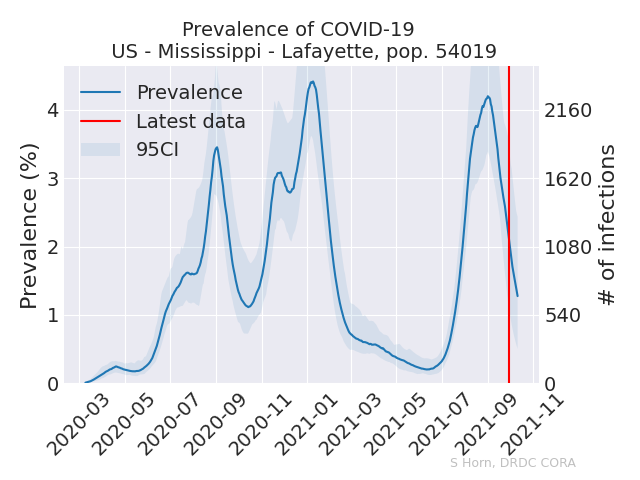 Prevalence of COVID-19
US - Mississippi - Lafayette, pop. 54019
Prevalence
Latest data
95CI
Prevalence (%)
4
3
2
1
0
# of infections
2160
1620
1080
540
0
2020-03
2020-05
2020-07
2020-09
2020-11
2021-01
2021-03
2021-05
2021-07
2021-09
2021-11
S Horn, DRDC CORA